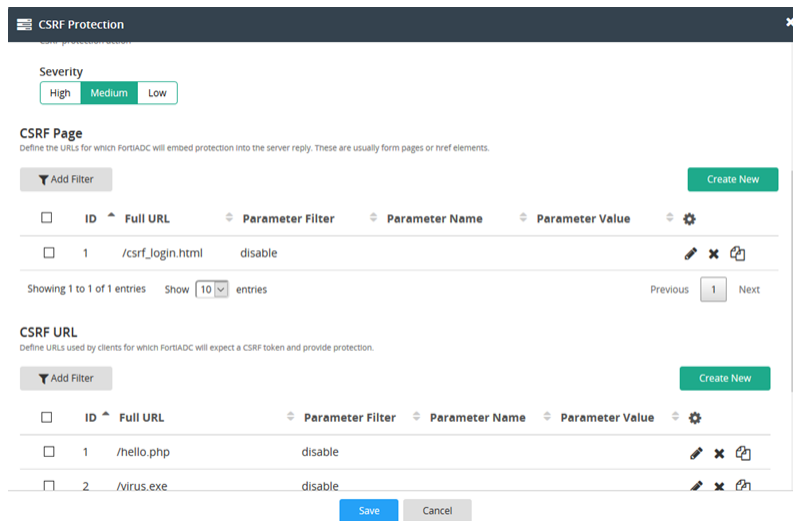 CSRF Protection
CSRF protection action
Severity
High Medium Low
CSRF Page
Define the URLs for which FortiADC will embed protection into the server reply. These are usually form pages or href elements.
Add Filter Create New
ID Full URL Parameter Filter Parameter Name Parameter Value
1 /csrf_login.html disable
Showing 1 to 1 of 1 entries Show 10 entries Previous 1 Next
CSRF URL
Define URLs used by clients for which FortiADC will expect a CSRF token and provide protection.
Add Filter Create New
ID Full URL Parameter Filter Parameter Name Parameter Value
1 /hello.php disable
2 /virus.exe disable
Save Cancel